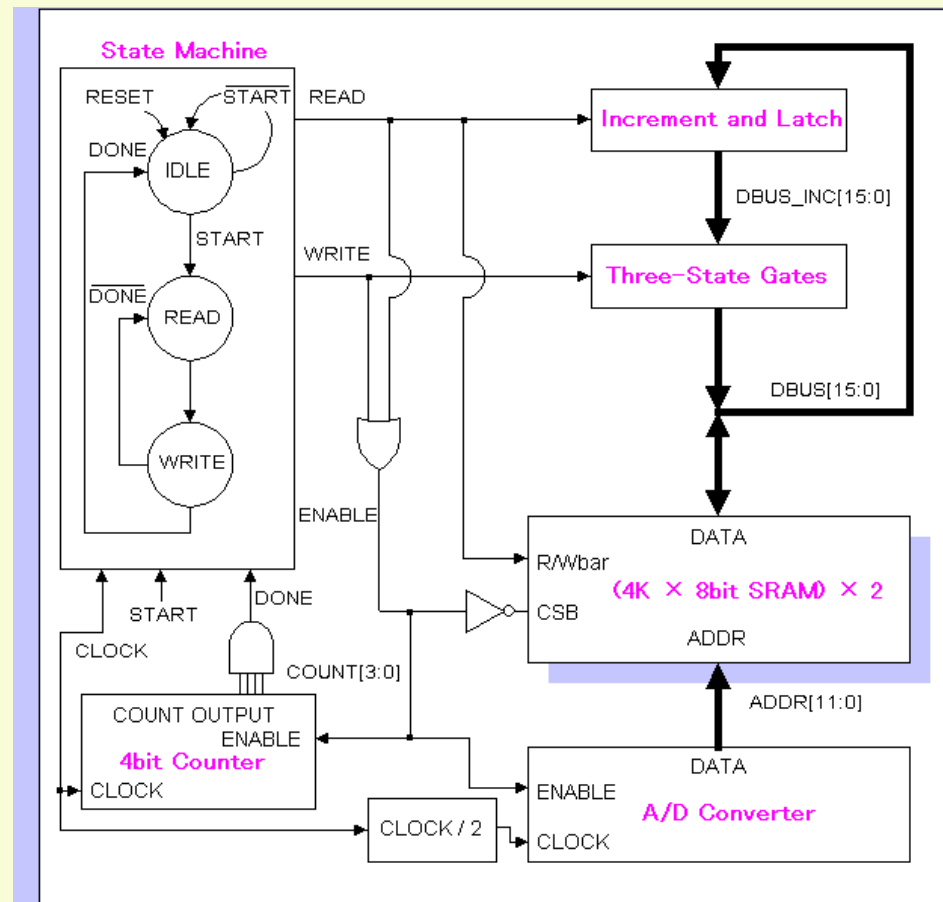 State Machine
RESET
START
DONE
IDLE
START
DONE
READ
WRITE
READ
WRITE
Increment and Latch
DBUS_INC[15:0]
Three-State Gates
DBUS[15:0]
ENABLE
DATA
R/Wbar
(4K × 8bit SRAM) × 2
CSB
ADDR
START
DONE
CLOCK
COUNT[3:0]
ADDR[11:0]
COUNT OUTPUT
ENABLE
4bit Counter
CLOCK
CLOCK / 2
DATA
ENABLE
A/D Converter
CLOCK